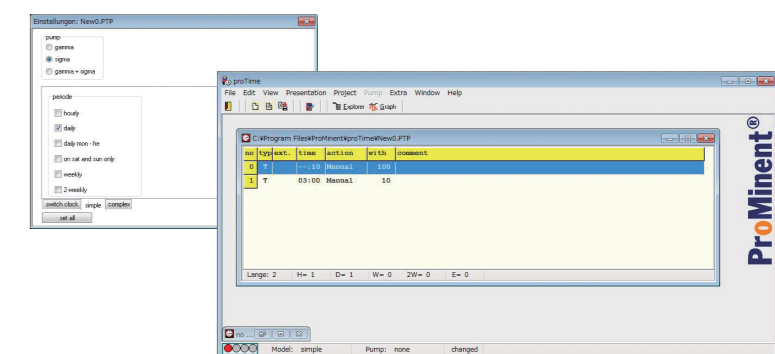 Einstellungen: New0.PTP
pump
gamma
sigma
gamma + sigma
periode
hourly
daily
daily mon - he
on sat and sun only
weekly
2-weekly
switch clock simple complex
set all
proTime
File Edit View Presentation Project Pump Extra Window Help
Explorer Graph
C:¥Program Files¥ProMinent¥proTime¥New0.PTP
no typ ext. time action with comment
0 T --:10 Manual 100
1 T 03:00 Manual 10
Lange: 2 H= 1 D= 1 W= 0 2W= 0 E= 0
no ...
Model: simple Pump: none changed
ProMinent®